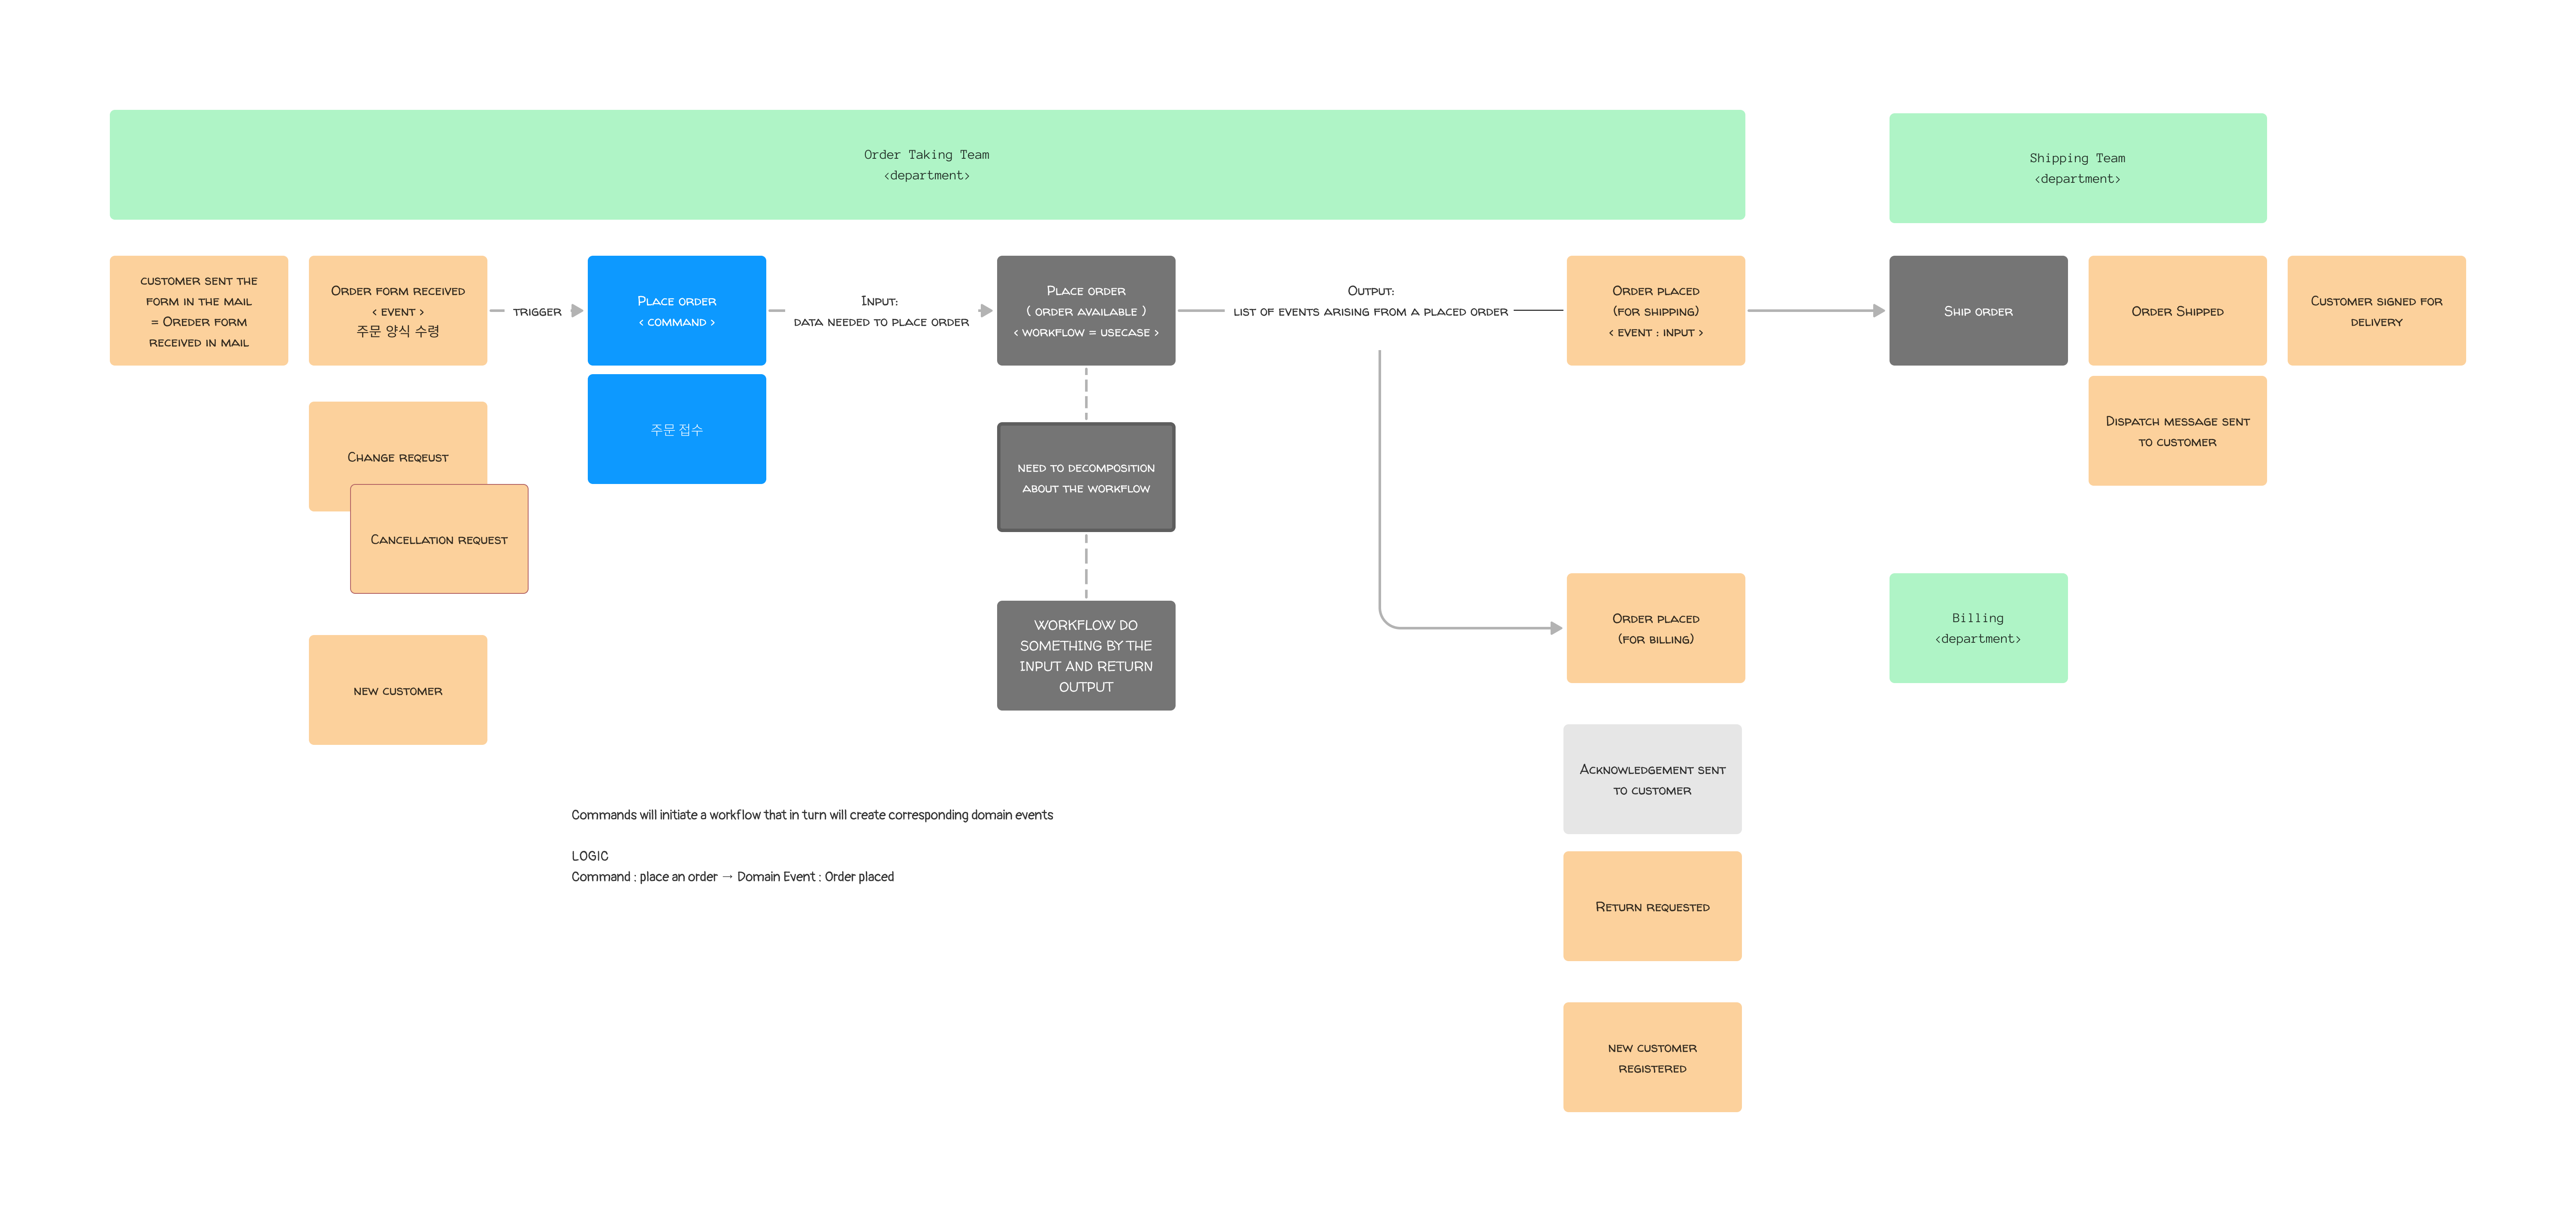 Order Taking Team
<department>
Shipping Team
<department>
customer sent the
form in the mail
= Oreder form
received in mail
Order form received
< event >
주문 양식 수령
trigger
Place order
< command >
Input:
data needed to place order
Place order
( order available )
< workflow = usecase >
Output:
list of events arising from a placed order
Order placed
(for shipping)
< event : input >
Ship order
Order Shipped
Customer signed for
delivery
주문 접수
Change reqeust
Cancellation request
need to decomposition
about the workflow
Dispatch message sent
to customer
new customer
WORKFLOW DO
SOMETHING BY THE
INPUT AND RETURN
OUTPUT
Order placed
(for billing)
Billing
<department>
Acknowledgement sent
to customer
Commands will initiate a workflow that in turn will create corresponding domain events
LOGIC
Command : place an order → Domain Event : Order placed
Return requested
new customer
registered